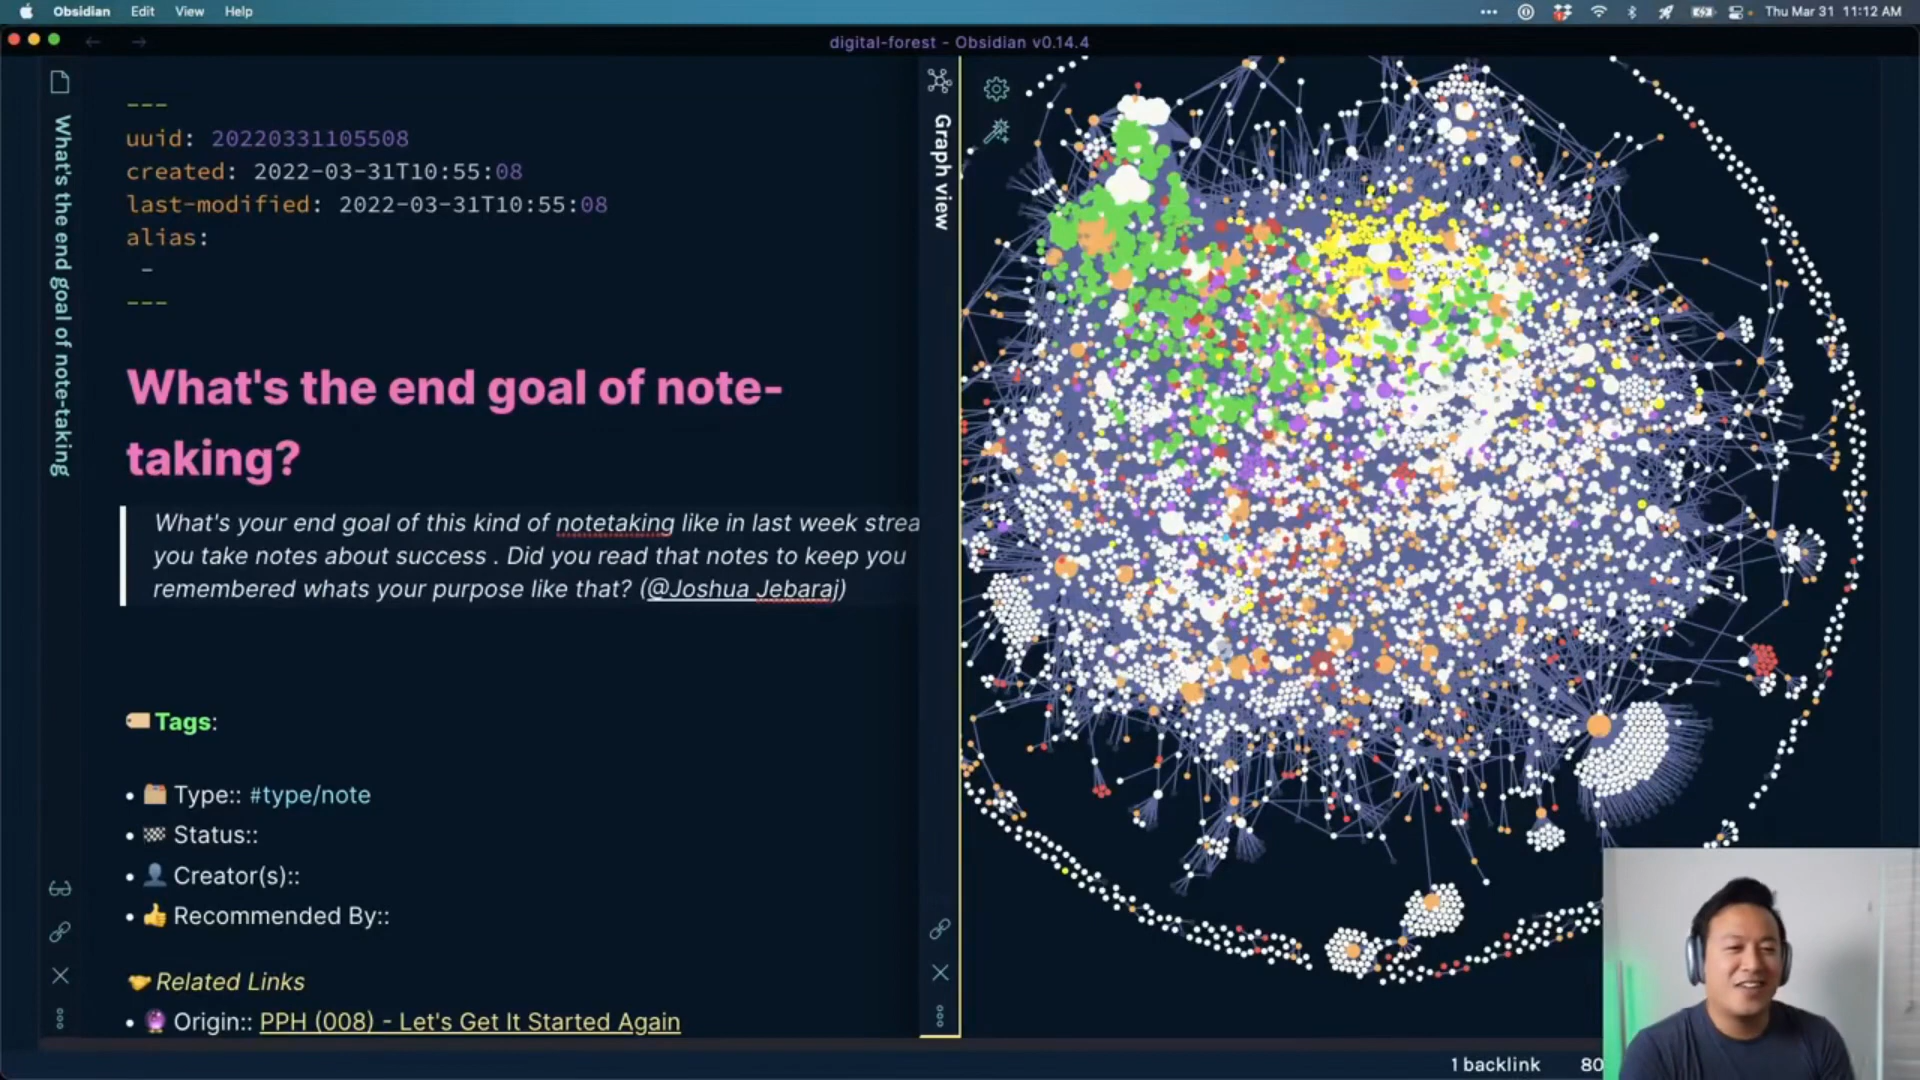 Obsidian Edit View Help
Thu Mar 31 11:12 AM
digital-forest - Obsidian v0.14.4
What's the end goal of note-taking
---
uuid: 20220331105508
created: 2022-03-31T10:55:08
last-modified: 2022-03-31T10:55:08
alias:
-
---
What's the end goal of note-
taking?
What's your end goal of this kind of notetaking like in last week strea
you take notes about success . Did you read that notes to keep you
remembered whats your purpose like that? (@Joshua Jebaraj)
Tags:
• Type:: #type/note
• Status::
• Creator(s)::
• Recommended By::
Related Links
• Origin:: PPH (008) - Let's Get It Started Again
Graph view
1 backlink 80